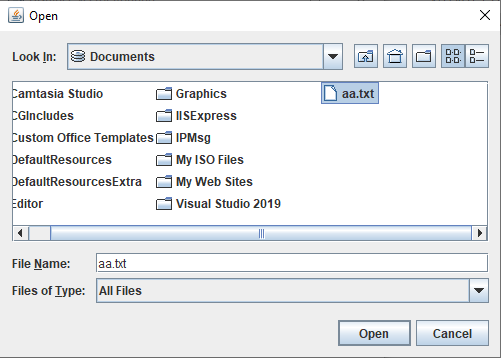 Open
Look In: Documents
Camtasia Studio Graphics aa.txt
CGIncludes IISExpress
Custom Office Templates IPMsg
DefaultResources My ISO Files
DefaultResourcesExtra My Web Sites
Editor Visual Studio 2019
File Name: aa.txt
Files of Type: All Files
Open Cancel